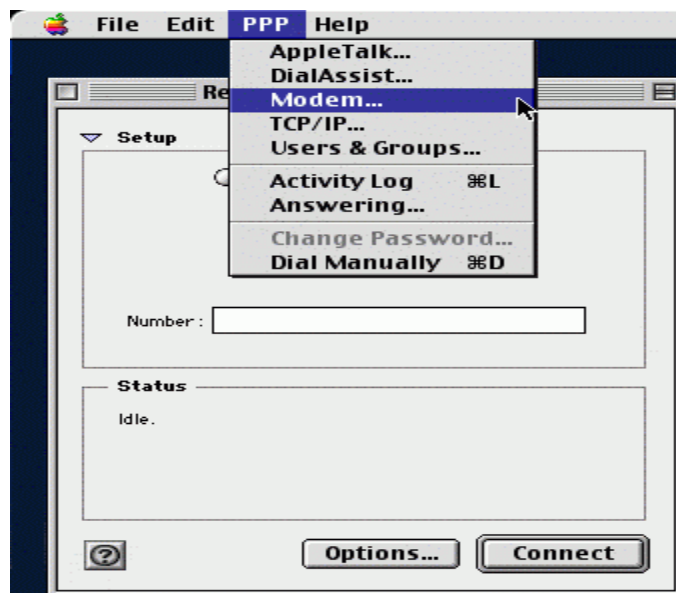 File Edit PPP Help
AppleTalk...
DialAssist...
Re
Modem...
TCP/IP...
Setup
Users & Groups...
Activity Log ⌘L
Answering...
Change Password...
Dial Manually ⌘D
Number:
Status
Idle.
?
Options... Connect